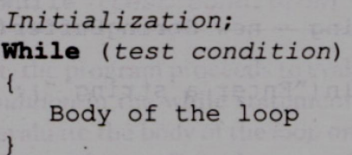 Initialization;
While (test condition)
{
Body of the loop
}